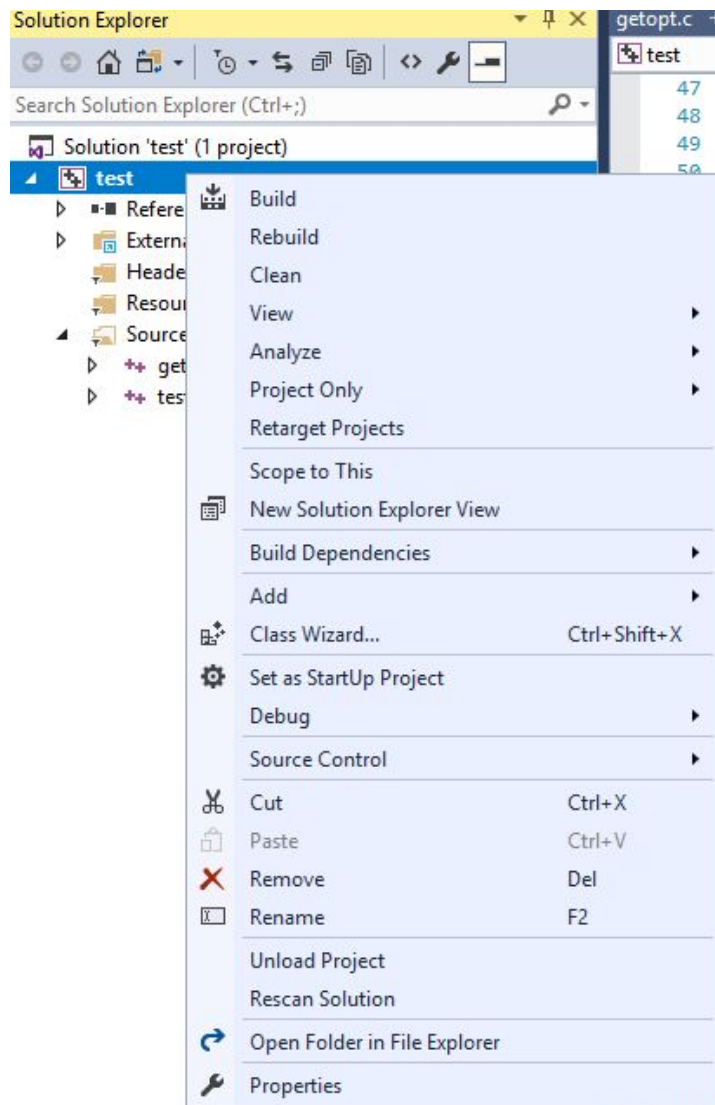 Solution Explorer
getopt.c
test
Search Solution Explorer (Ctrl+;)
47
48
49
50
Solution 'test' (1 project)
test
Refere
Externa
Heade
Resour
Source
get
tes
Build
Rebuild
Clean
View
Analyze
Project Only
Retarget Projects
Scope to This
New Solution Explorer View
Build Dependencies
Add
Class Wizard... Ctrl+Shift+X
Set as StartUp Project
Debug
Source Control
Cut Ctrl+X
Paste Ctrl+V
Remove Del
Rename F2
Unload Project
Rescan Solution
Open Folder in File Explorer
Properties